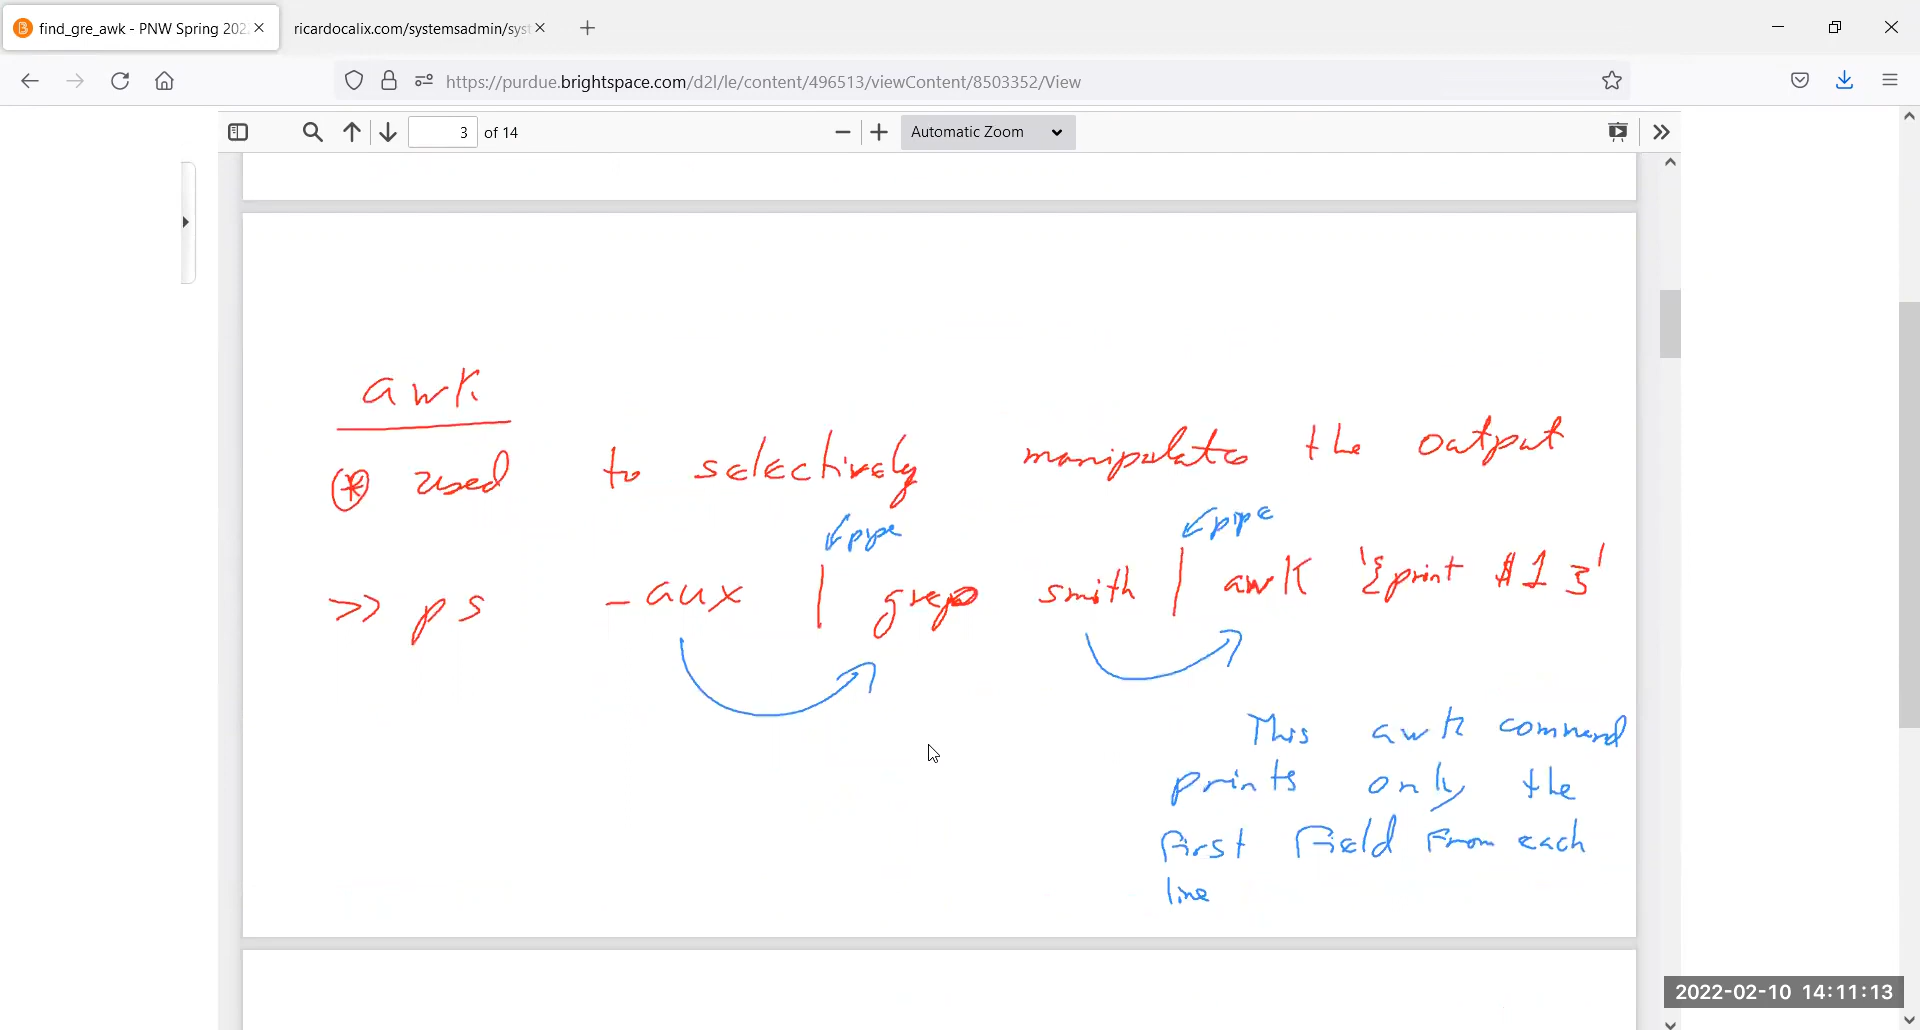 find_gre_awk - PNW Spring 202
ricardocalix.com/systemsadmin/sys
https://purdue.brightspace.com/d2l/le/content/496513/viewContent/8503352/View
3 of 14
Automatic Zoom
awk
* used to selectively manipulate the output
pipe pipe
>> ps -aux | grep smith | awk '{print $1}'
This awk command
prints only the
first Field From each
line
2022-02-10 14:11:13